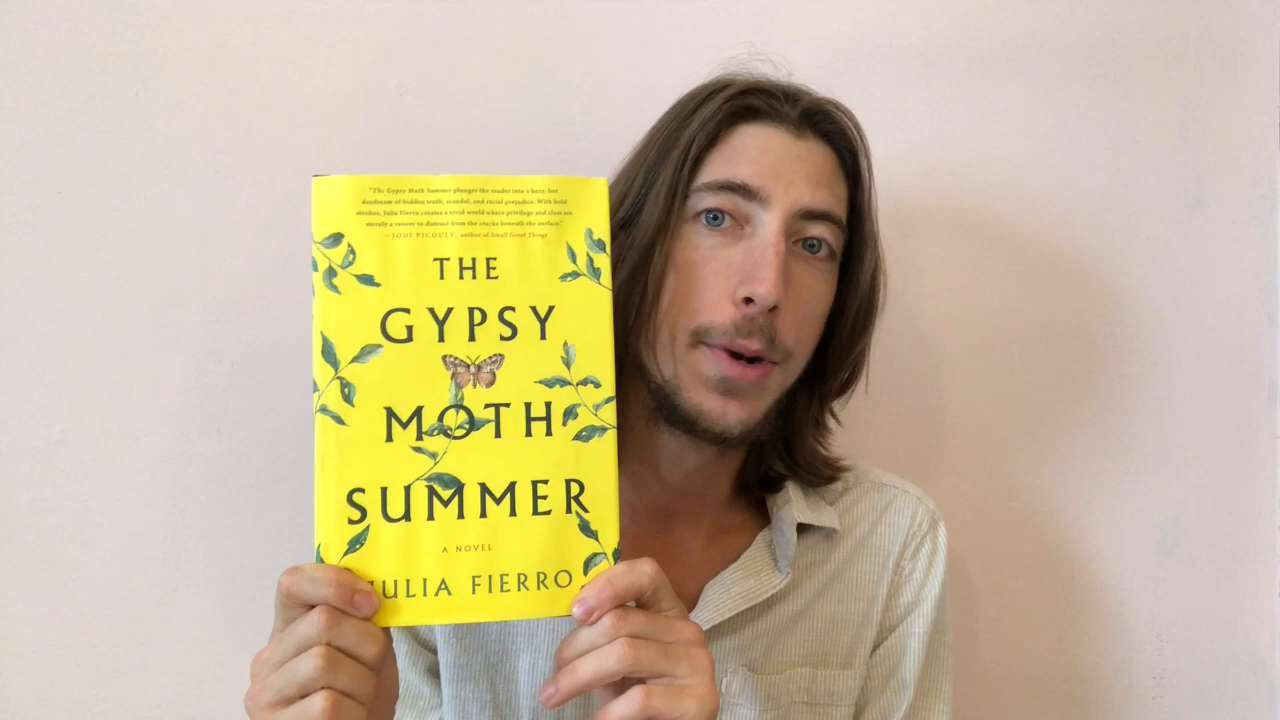 "The Gypsy Moth Summer plunges the reader into a hazy, hot
daydream of hidden truth, scandal, and racial prejudice. With bold
strokes, Julia Fierro creates a vivid world where privilege and class are
merely a veneer to distract from the cracks beneath the surface."
—JODI PICOULT, author of Small Great Things
THE
GYPSY
MOTH
SUMMER
A NOVEL
JULIA FIERRO